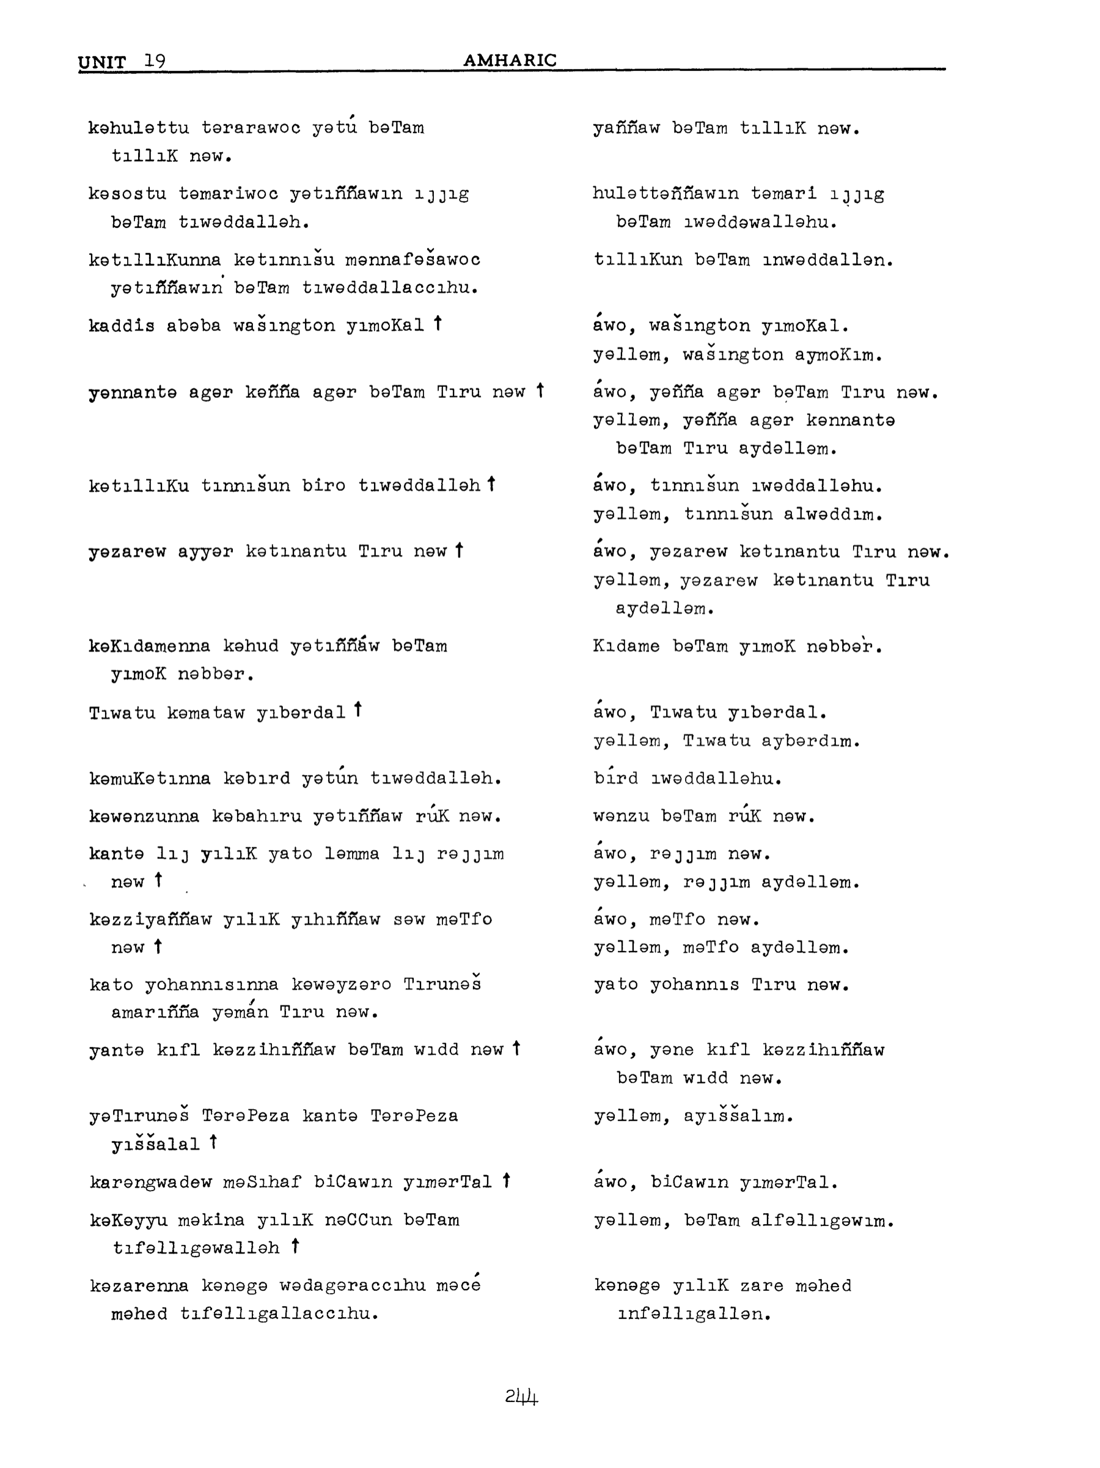 UNIT 19 AMHARIC
kəhuləttu tərarawoc yətú bəTam
tıllıK nəw.
yaññaw bəTam tıllıK nəw.
kəsostu təmariwoc yətıññawın ıȷȷıg
bəTam tıwəddalləh.
huləttəññawın təmari ıȷȷıg
bəTam ıwəddəwalləhu.
kətıllıKunna kətınnıšu mənnafəšawoc
yətıññawın bəTam tıwəddallaccıhu.
tıllıKun bəTam ınwəddallən.
kaddis abəba wašıngton yımoKal ↑
áwo, wašıngton yımoKal.
yəlləm, wašıngton aymoKım.
yənnantə agər kəñña agər bəTam Tıru nəw ↑
áwo, yəñña agər bəTam Tıru nəw.
yəlləm, yəñña agər kənnantə
bəTam Tıru aydəlləm.
kətıllıKu tınnıšun biro tıwəddalləh ↑
áwo, tınnıšun ıwəddalləhu.
yəlləm, tınnıšun alwəddım.
yəzarew ayyər kətınantu Tıru nəw ↑
áwo, yəzarew kətınantu Tıru nəw.
yəlləm, yəzarew kətınantu Tıru
aydəlləm.
kəKıdamenna kəhud yətıññáw bəTam
yımoK nəbbər.
Kıdame bəTam yımoK nəbbər.
Tıwatu kəmataw yıbərdal ↑
áwo, Tıwatu yıbərdal.
yəlləm, Tıwatu aybərdım.
kəmuKətınna kəbırd yətún tıwəddalləh.
bírd ıwəddalləhu.
kəwənzunna kəbahıru yətıññaw rúK nəw.
wənzu bəTam rúK nəw.
kantə lıȷ yılıK yato ləmma lıȷ rəȷȷım
nəw ↑
áwo, rəȷȷım nəw.
yəlləm, rəȷȷım aydəlləm.
kəzziyaññaw yılıK yıhıññaw səw məTfo
nəw ↑
áwo, məTfo nəw.
yəlləm, məTfo aydəlləm.
kato yohannısınna kəwəyzəro Tırunəš
amarıñña yəmán Tıru nəw.
yato yohannıs Tıru nəw.
yantə kıfl kəzzihıññaw bəTam wıdd nəw ↑
áwo, yəne kıfl kəzzihıññaw
bəTam wıdd nəw.
yəTırunəš TərəPeza kantə TərəPeza
yıššalal ↑
yəlləm, ayıššalım.
karəngwadew məSıhaf biCawın yımərTal ↑
áwo, biCawın yımərTal.
kəKəyyu məkina yılıK nəCCun bəTam
tıfəllıgəwalləh ↑
yəlləm, bəTam alfəllıgəwım.
kəzarenna kənəgə wədagəraccıhu məcé
məhed tıfəllıgallaccıhu.
kənəgə yılıK zare məhed
ınfəllıgallən.
244